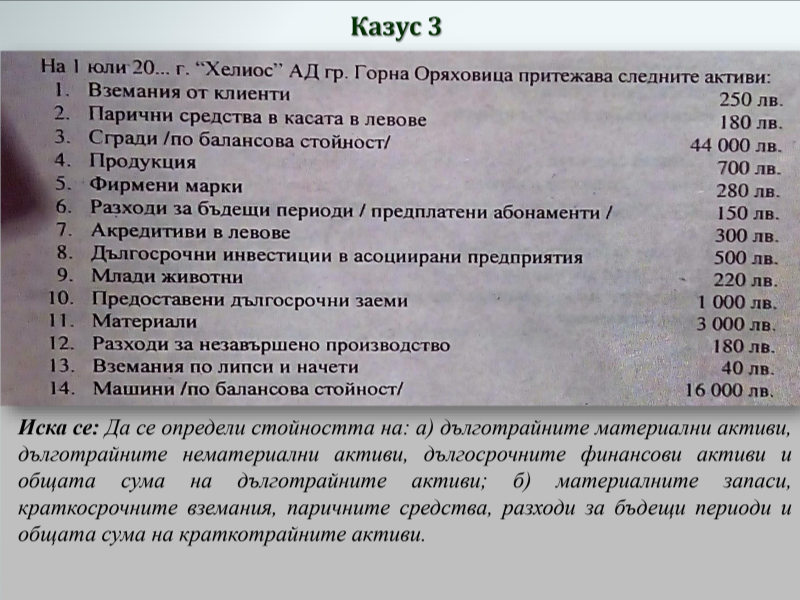 Казус 3
На 1 юли 20... г. “Хелиос” АД гр. Горна Оряховица притежава следните активи:
1. Вземания от клиенти 250 лв.
2. Парични средства в касата в левове 180 лв.
3. Сгради /по балансова стойност/ 44 000 лв.
4. Продукция 700 лв.
5. Фирмени марки 280 лв.
6. Разходи за бъдещи периоди / предплатени абонаменти / 150 лв.
7. Акредитиви в левове 300 лв.
8. Дългосрочни инвестиции в асоциирани предприятия 500 лв.
9. Млади животни 220 лв.
10. Предоставени дългосрочни заеми 1 000 лв.
11. Материали 3 000 лв.
12. Разходи за незавършено производство 180 лв.
13. Вземания по липси и начети 40 лв.
14. Машини /по балансова стойност/ 16 000 лв.
Иска се: Да се определи стойността на: а) дълготрайните материални активи,
дълготрайните нематериални активи, дългосрочните финансови активи и
общата сума на дълготрайните активи; б) материалните запаси,
краткосрочните вземания, паричните средства, разходи за бъдещи периоди и
общата сума на краткотрайните активи.